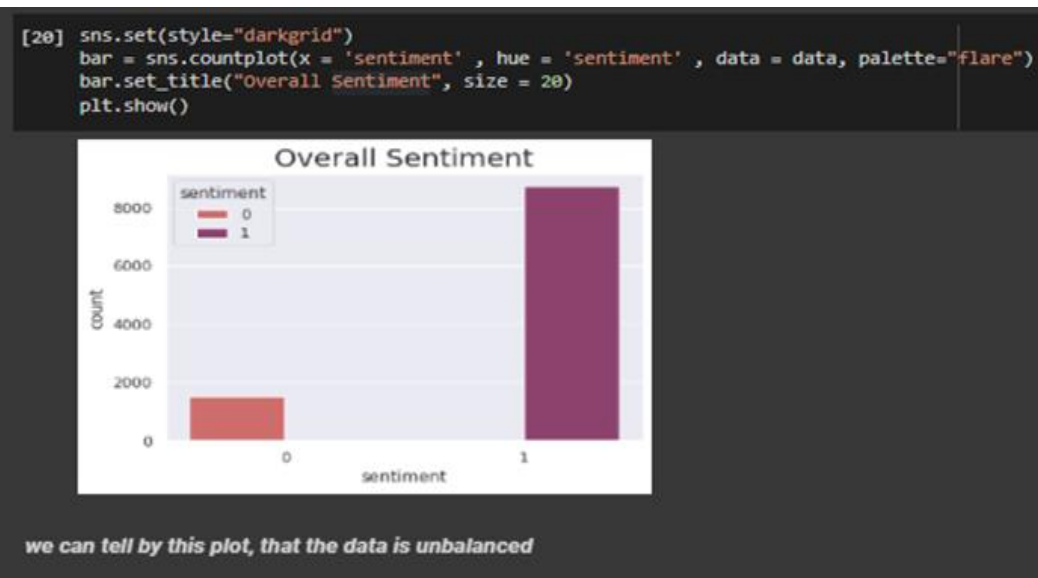 [20] sns.set(style="darkgrid")
bar = sns.countplot(x = 'sentiment' , hue = 'sentiment' , data = data, palette="flare")
bar.set_title("Overall Sentiment", size = 20)
plt.show()
Overall Sentiment
sentiment
0
1
8000
6000
4000
2000
0
count
0 1
sentiment
we can tell by this plot, that the data is unbalanced